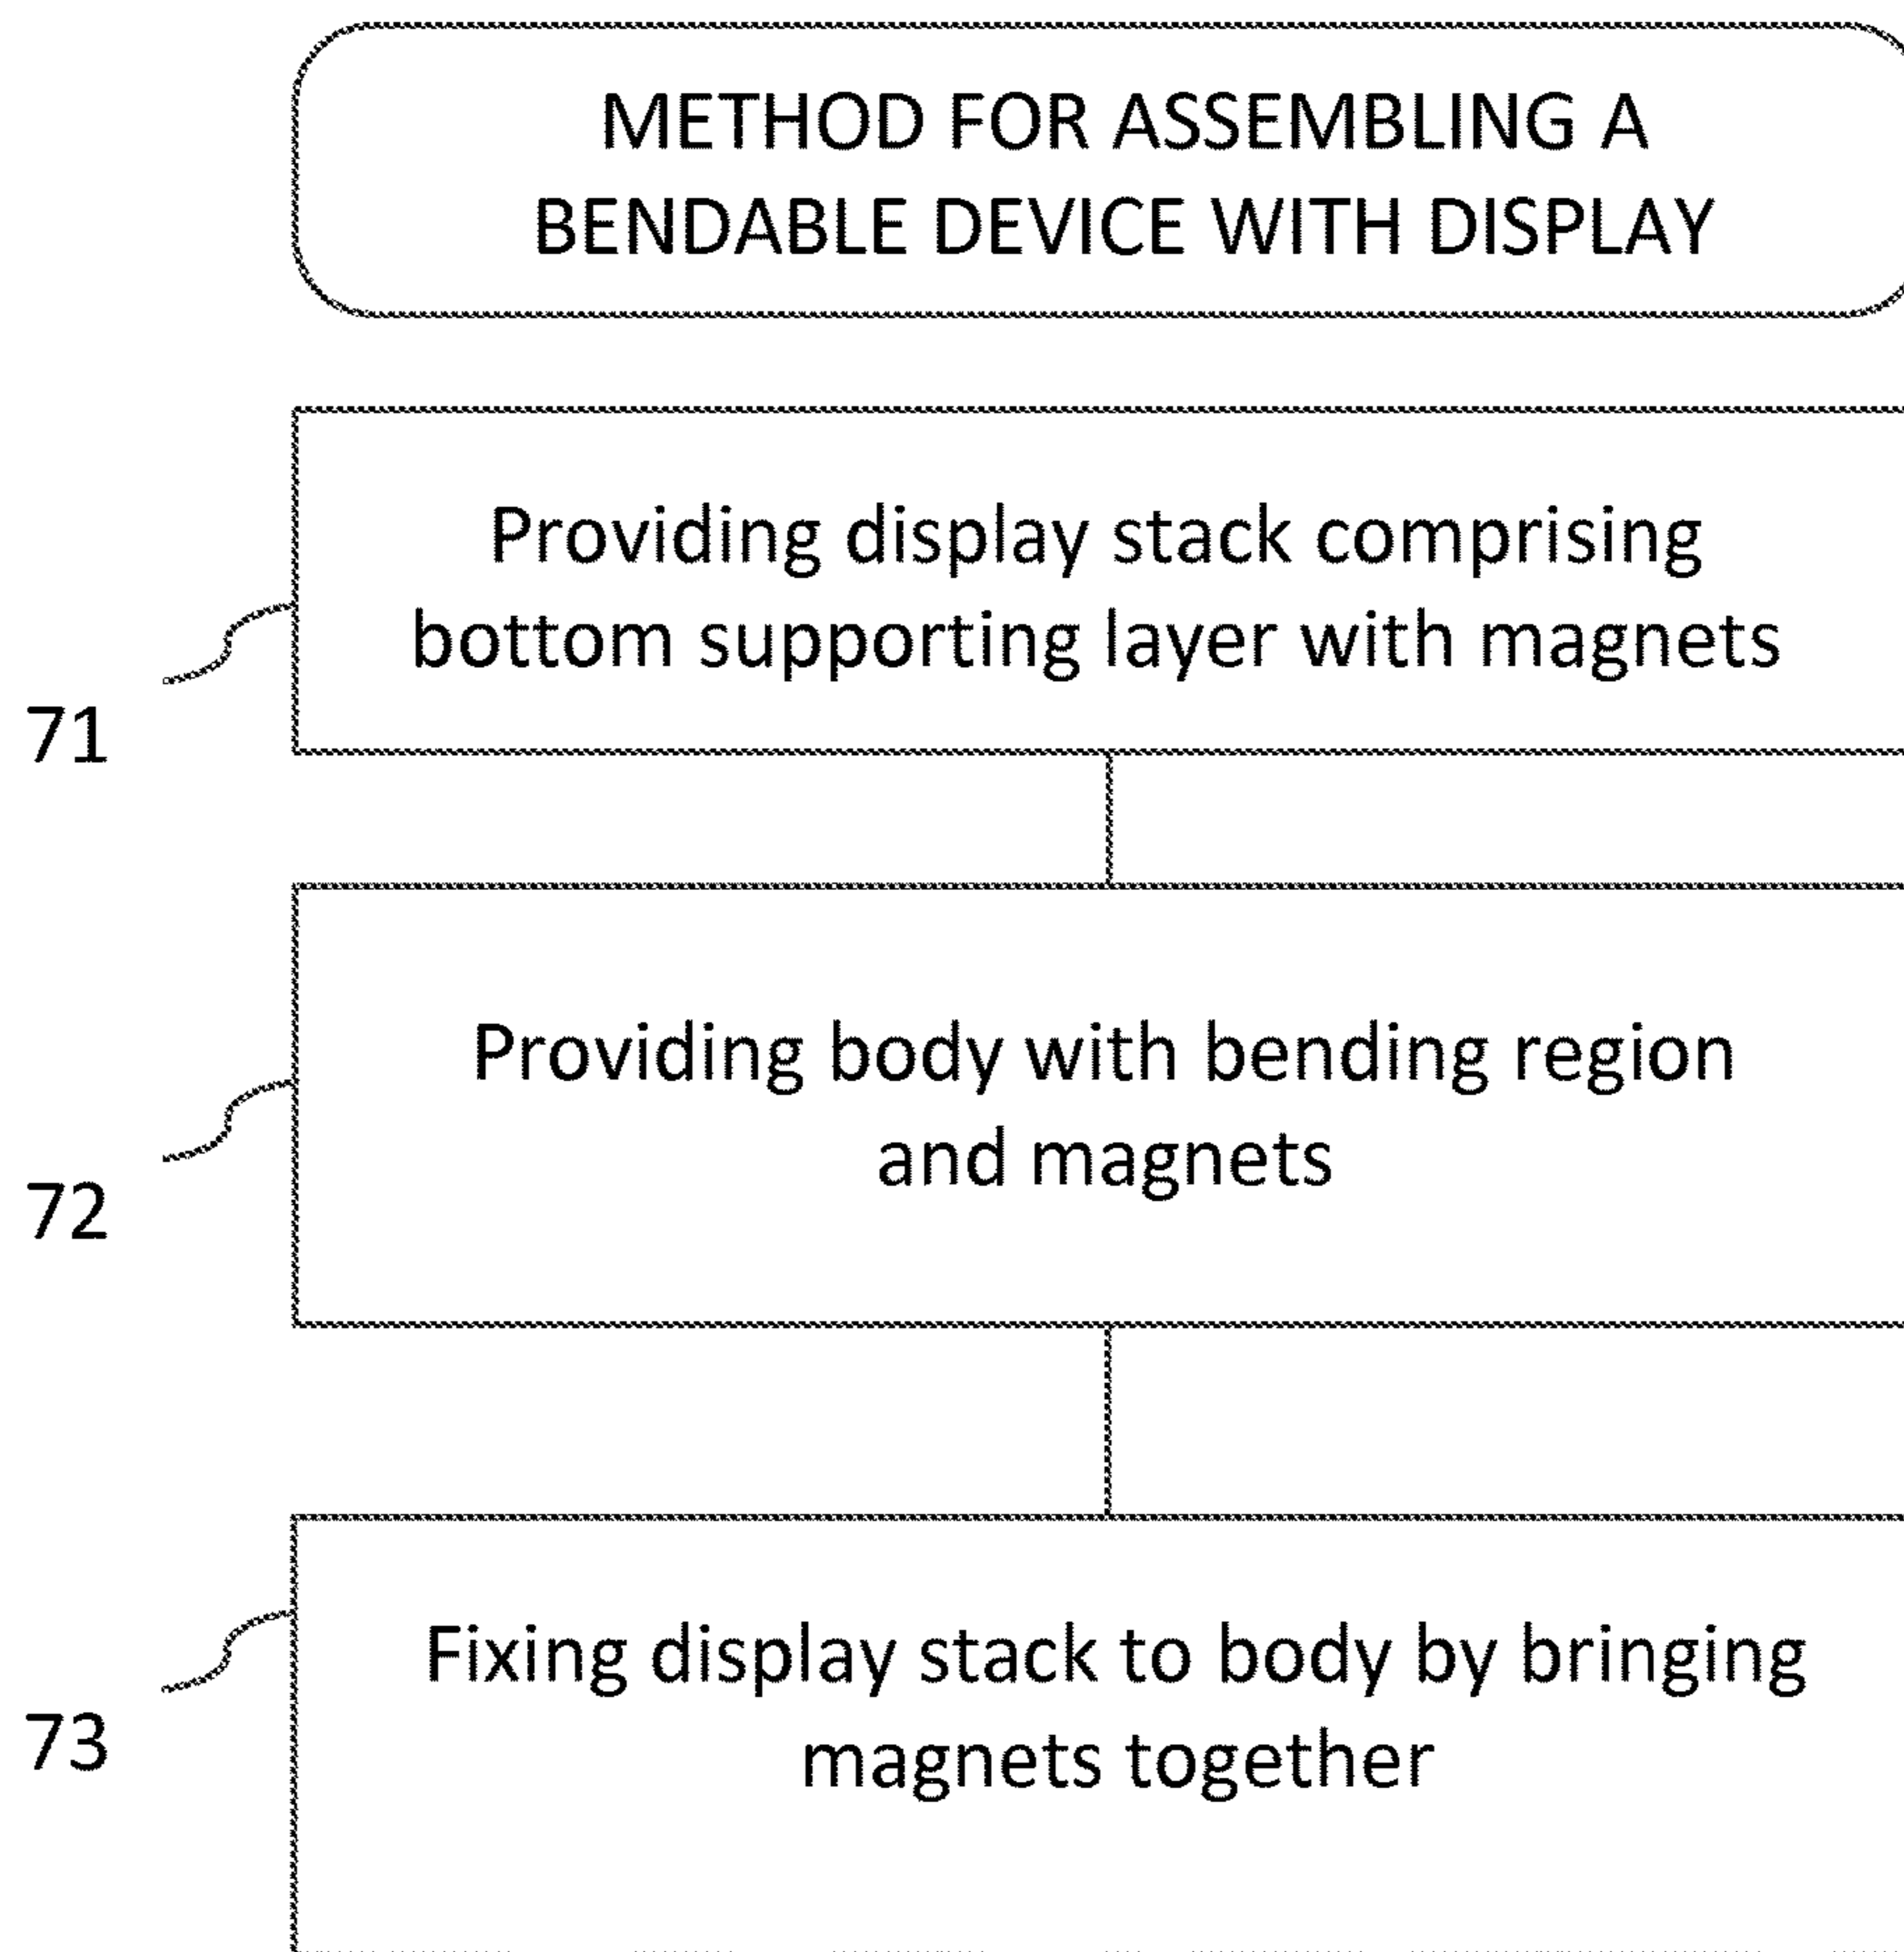 METHOD FOR ASSEMBLING A
BENDABLE DEVICE WITH DISPLAY
Providing display stack comprising
bottom supporting layer with magnets
71
Providing body with bending region
and magnets
72
Fixing display stack to body by bringing
magnets together
73